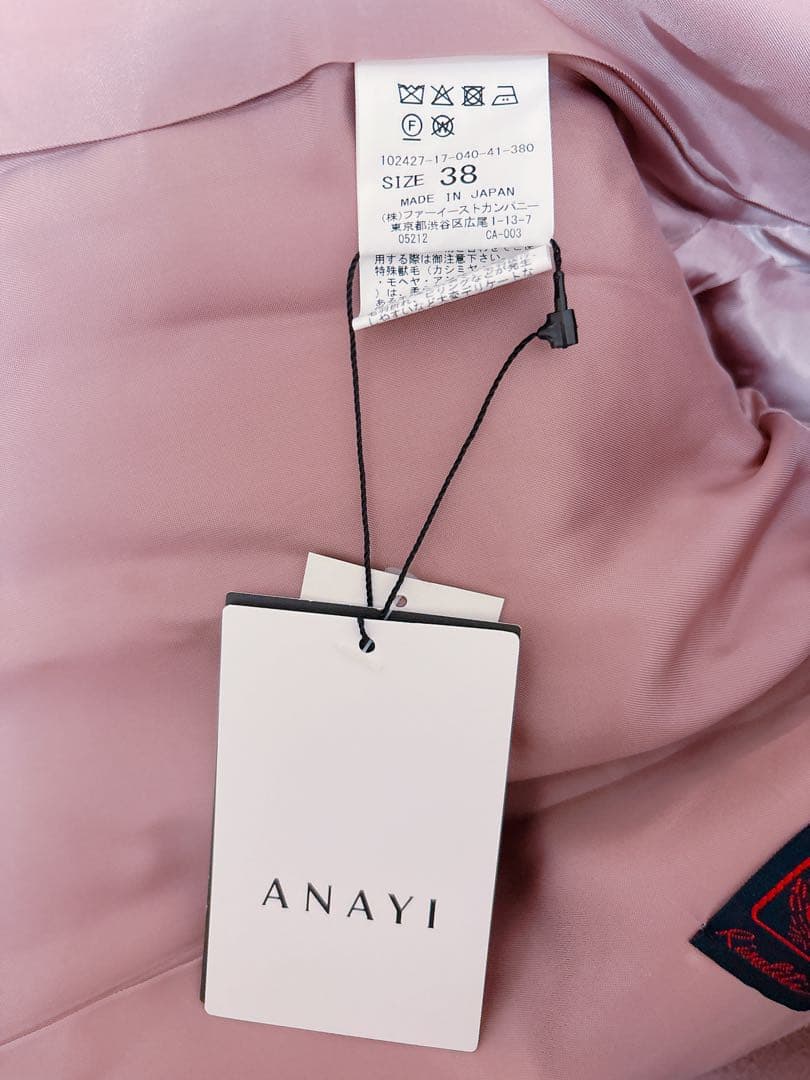 F W
102427-17-040-41-380
SIZE 38
MADE IN JAPAN
(株)ファーイーストカンパニー
東京都渋谷区広尾1-13-7
05212 CA-003
用する際は御注意下さい。
特殊獣毛(カシミヤ
・モヘヤ・ア
)は、柔
ANAYI